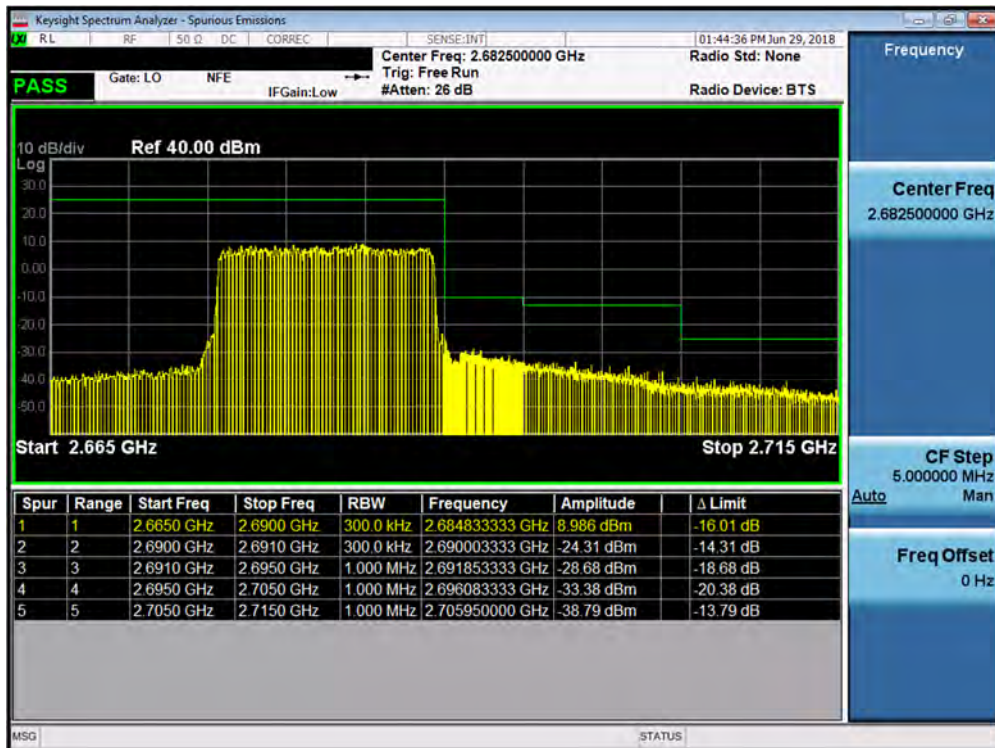 Keysight Spectrum Analyzer - Spurious Emissions
LXI RL RF 50 Ω DC CORREC SENSE:INT 01:44:36 PM Jun 29, 2018
Center Freq: 2.682500000 GHz Radio Std: None
PASS Gate: LO NFE Trig: Free Run
IFGain:Low #Atten: 26 dB Radio Device: BTS
10 dB/div Ref 40.00 dBm
Log
30.0
20.0
10.0
0.00
-10.0
-20.0
-30.0
40.0
-50.0
Start 2.665 GHz Stop 2.715 GHz
Spur Range Start Freq Stop Freq RBW Frequency Amplitude Δ Limit
1 1 2.6650 GHz 2.6900 GHz 300.0 kHz 2.684833333 GHz 8.986 dBm -16.01 dB
2 2 2.6900 GHz 2.6910 GHz 300.0 kHz 2.690003333 GHz -24.31 dBm -14.31 dB
3 3 2.6910 GHz 2.6950 GHz 1.000 MHz 2.691853333 GHz -28.68 dBm -18.68 dB
4 4 2.6950 GHz 2.7050 GHz 1.000 MHz 2.696083333 GHz -33.38 dBm -20.38 dB
5 5 2.7050 GHz 2.7150 GHz 1.000 MHz 2.705950000 GHz -38.79 dBm -13.79 dB
MSG STATUS
Frequency
Center Freq
2.682500000 GHz
CF Step
5.000000 MHz
Auto Man
Freq Offset
0 Hz